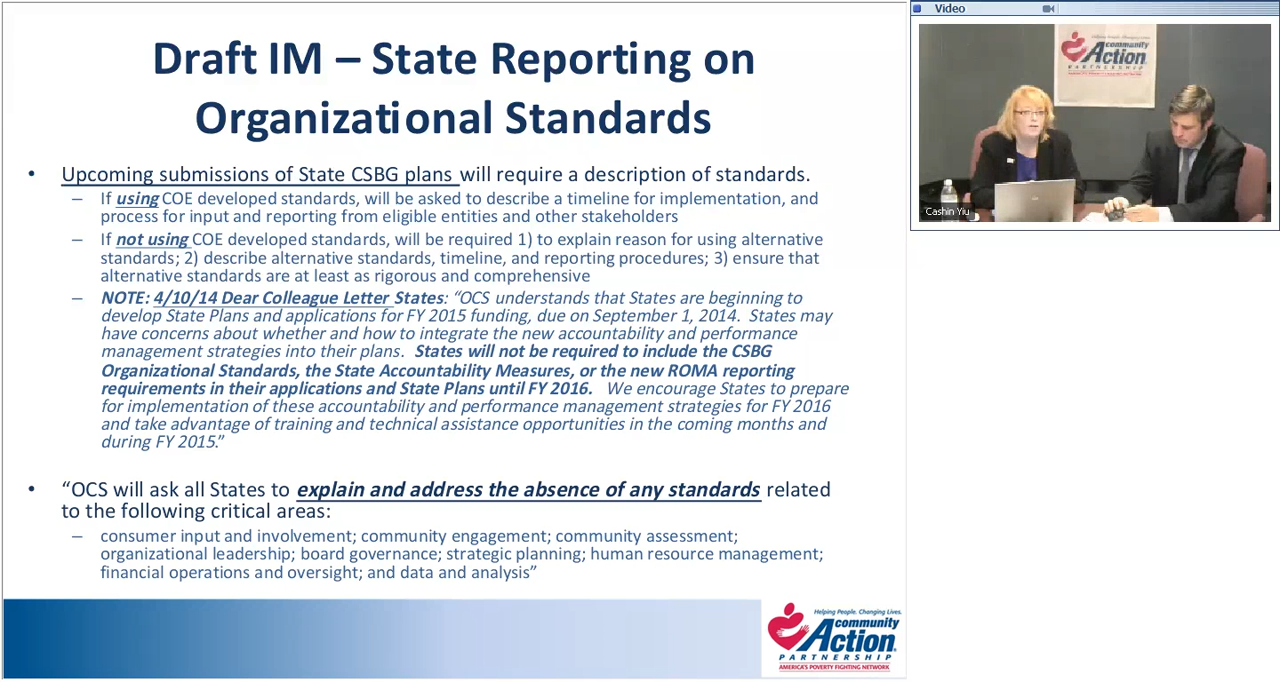 Draft IM – State Reporting on
Organizational Standards
• Upcoming submissions of State CSBG plans will require a description of standards.
– If using COE developed standards, will be asked to describe a timeline for implementation, and
process for input and reporting from eligible entities and other stakeholders
– If not using COE developed standards, will be required 1) to explain reason for using alternative
standards; 2) describe alternative standards, timeline, and reporting procedures; 3) ensure that
alternative standards are at least as rigorous and comprehensive
– NOTE: 4/10/14 Dear Colleague Letter States: “OCS understands that States are beginning to
develop State Plans and applications for FY 2015 funding, due on September 1, 2014. States may
have concerns about whether and how to integrate the new accountability and performance
management strategies into their plans. States will not be required to include the CSBG
Organizational Standards, the State Accountability Measures, or the new ROMA reporting
requirements in their applications and State Plans until FY 2016. We encourage States to prepare
for implementation of these accountability and performance management strategies for FY 2016
and take advantage of training and technical assistance opportunities in the coming months and
during FY 2015.”
• “OCS will ask all States to explain and address the absence of any standards related
to the following critical areas:
– consumer input and involvement; community engagement; community assessment;
organizational leadership; board governance; strategic planning; human resource management;
financial operations and oversight; and data and analysis”
Helping People. Changing Lives.
community
Action
PARTNERSHIP
AMERICA'S POVERTY FIGHTING NETWORK
Video
Helping People. Changing Lives.
community
Action
PARTNERSHIP
Cashin Yiu